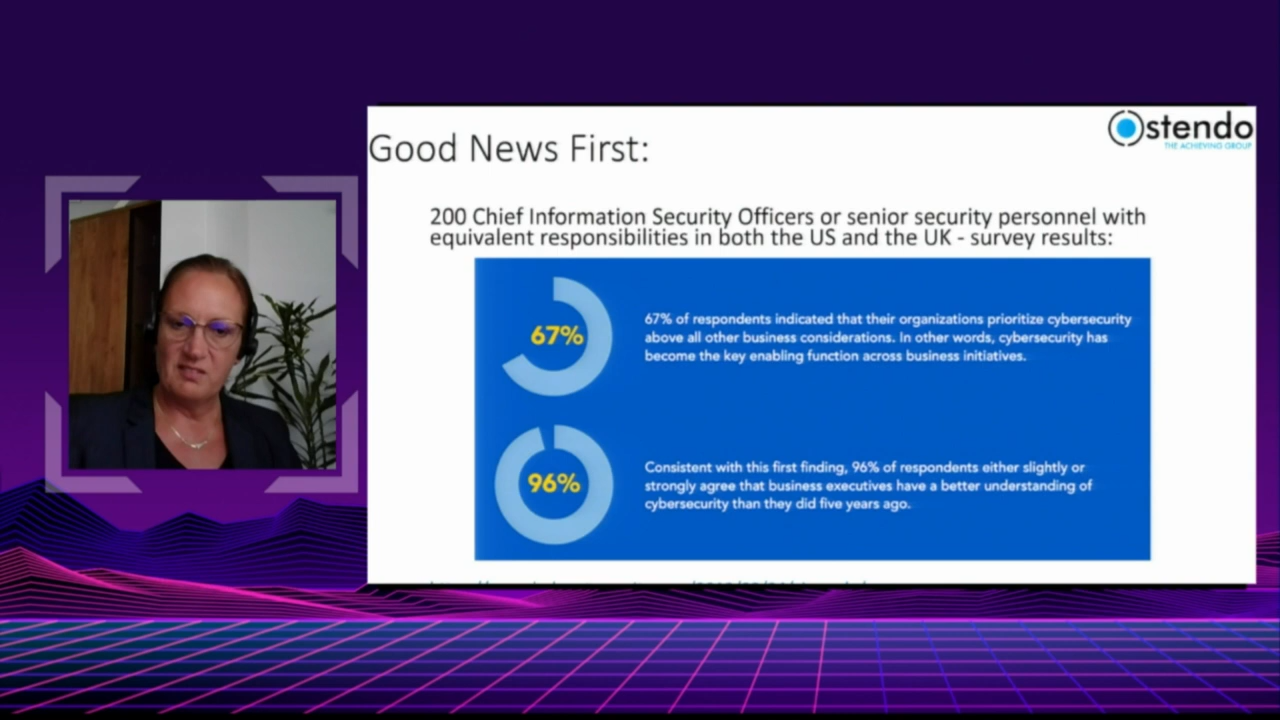 Good News First:
stendo
THE ACHIEVING GROUP
200 Chief Information Security Officers or senior security personnel with
equivalent responsibilities in both the US and the UK - survey results:
67%
67% of respondents indicated that their organizations prioritize cybersecurity
above all other business considerations. In other words, cybersecurity has
become the key enabling function across business initiatives.
96%
Consistent with this first finding, 96% of respondents either slightly or
strongly agree that business executives have a better understanding of
cybersecurity than they did five years ago.